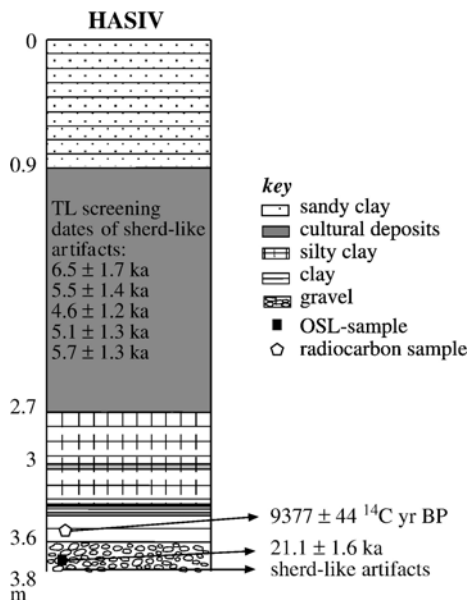 HASIV
0
0.9
TL screening
dates of sherd-like
artifacts:
6.5 ± 1.7 ka
5.5 ± 1.4 ka
4.6 ± 1.2 ka
5.1 ± 1.3 ka
5.7 ± 1.3 ka
2.7
3
3.6
3.8
m
key
sandy clay
cultural deposits
silty clay
clay
gravel
OSL-sample
radiocarbon sample
9377 ± 44 ¹⁴C yr BP
21.1 ± 1.6 ka
sherd-like artifacts